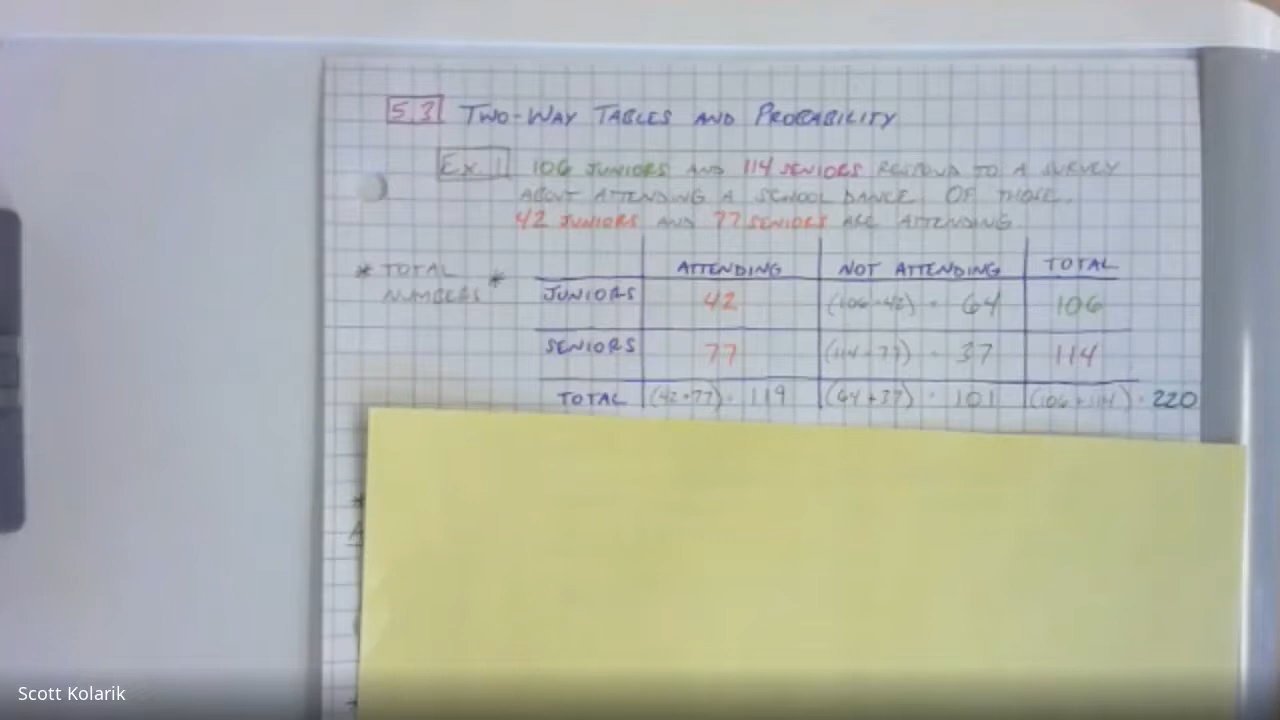 5.3 TWO-WAY TABLES AND PROBABILITY
Ex. 1 106 JUNIORS AND 114 SENIORS RESPOND TO A SURVEY
ABOUT ATTENDING A SCHOOL DANCE. OF THOSE,
42 JUNIORS AND 77 SENIORS ARE ATTENDING.
* TOTAL NUMBERS *
ATTENDING NOT ATTENDING TOTAL
JUNIORS 42 (106-42) = 64 106
SENIORS 77 (114-77) = 37 114
TOTAL (42+77) = 119 (64+37) = 101 (106+114) = 220
Scott Kolarik